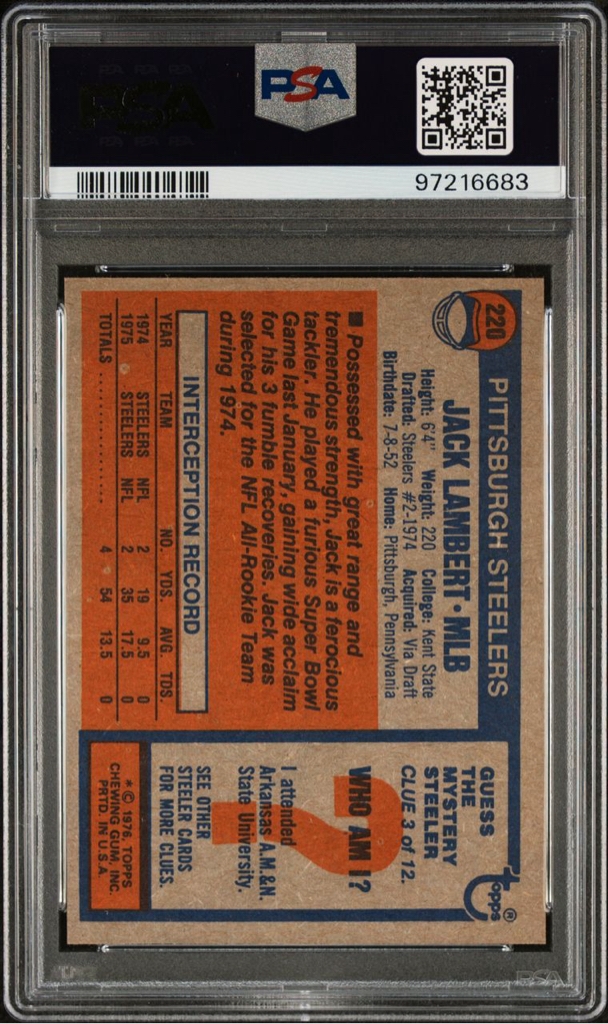 PSA
97216683
220
PITTSBURGH STEELERS
JACK LAMBERT • MLB
Height: 6'4" Weight: 220 College: Kent State
Drafted: Steelers #2-1974 Acquired: Via Draft
Birthdate: 7-8-52 Home: Pittsburgh, Pennsylvania
■ Possessed with great range and
tremendous strength, Jack is a ferocious
tackler. He played a furious Super Bowl
Game last January, gaining wide acclaim
for his 3 fumble recoveries. Jack was
selected for the NFL All-Rookie Team
during 1974.
INTERCEPTION RECORD
YEAR TEAM NO. YDS. AVG. TDS.
1974 STEELERS NFL 2 19 9.5 0
1975 STEELERS NFL 2 35 17.5 0
TOTALS .............. 4 54 13.5 0
topps®
GUESS
THE
MYSTERY
STEELER
CLUE 3 of 12.
?
WHO AM I?
I attended
Arkansas A.M.&N.
State University.
SEE OTHER
STEELER CARDS
FOR MORE CLUES.
* © 1976, TOPPS
CHEWING GUM, INC.
PRTD. IN U.S.A.
PSA